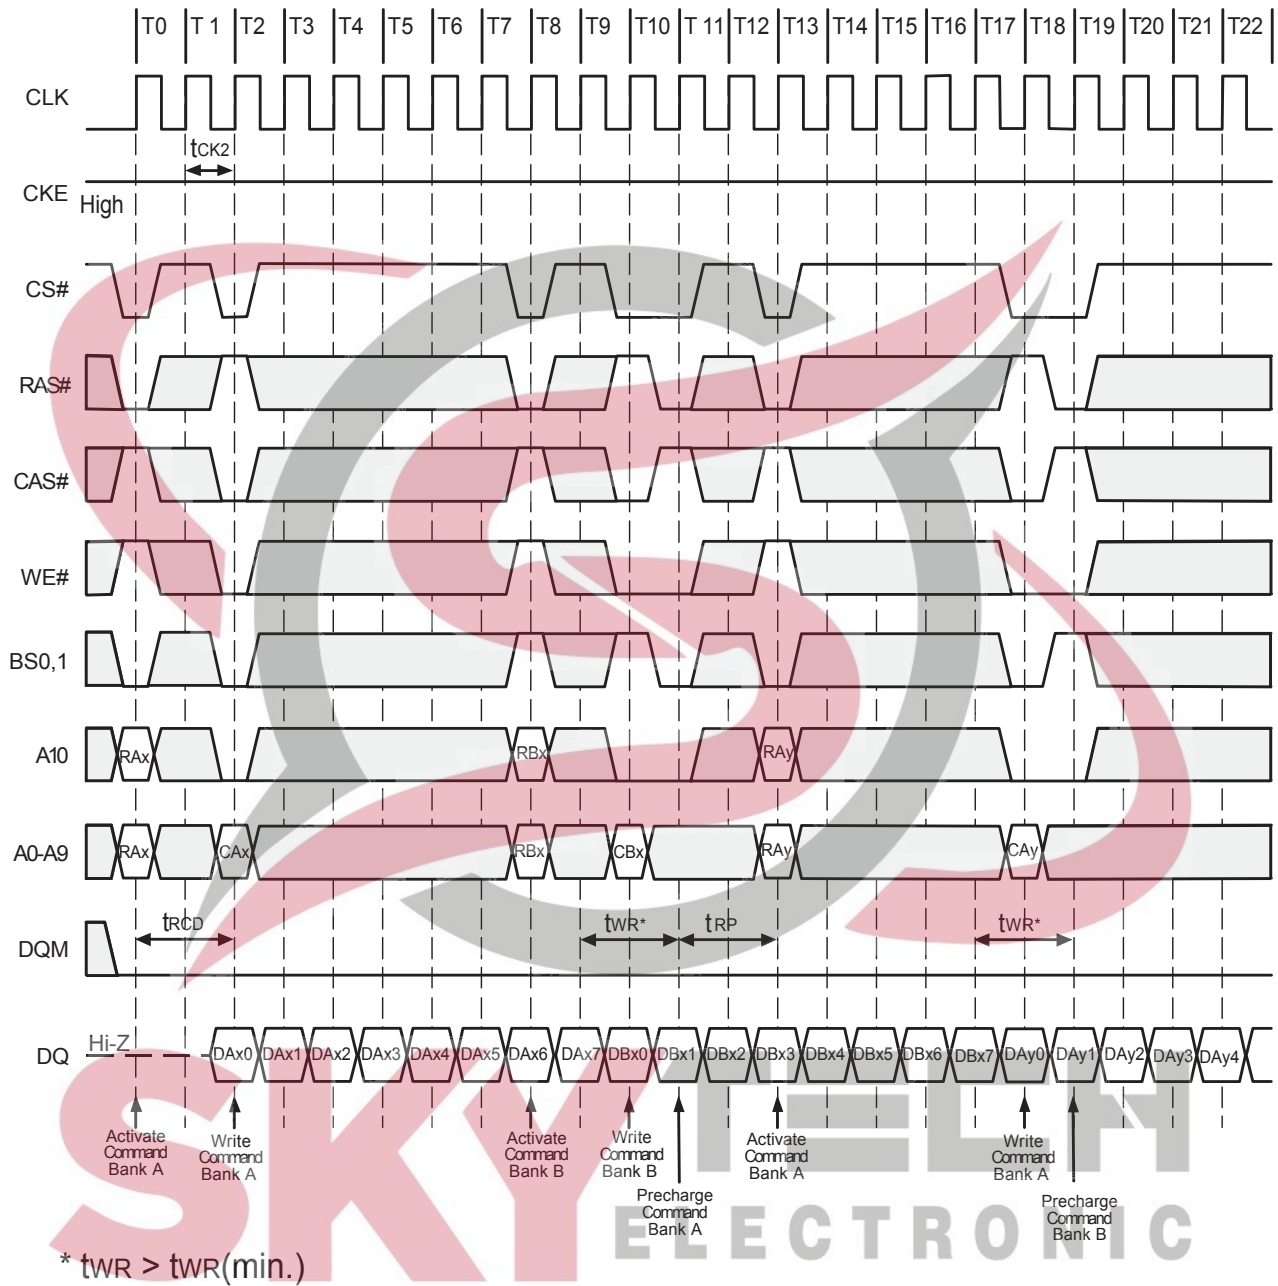 T0 T 1 T2 T3 T4 T5 T6 T7 T8 T9 T10 T 11 T12 T13 T14 T15 T16 T17 T18 T19 T20 T21 T22
CLK
tCK2
CKE High
CS#
RAS#
CAS#
WE#
BS0,1
A10 RAx RBx RAy
A0-A9 RAx CAx RBx CBx RAy CAy
tRCD tWR* tRP tWR*
DQM
DQ Hi-Z DAx0 DAx1 DAx2 DAx3 DAx4 DAx5 DAx6 DAx7 DBx0 DBx1 DBx2 DBx3 DBx4 DBx5 DBx6 DBx7 DAy0 DAy1 DAy2 DAy3 DAy4
Activate
Command
Bank A
Write
Command
Bank A
Activate
Command
Bank B
Write
Command
Bank B
Precharge
Command
Bank A
Activate
Command
Bank A
Write
Command
Bank A
Precharge
Command
Bank B
SKYTECH
ELECTRONIC
* tWR > tWR(min.)